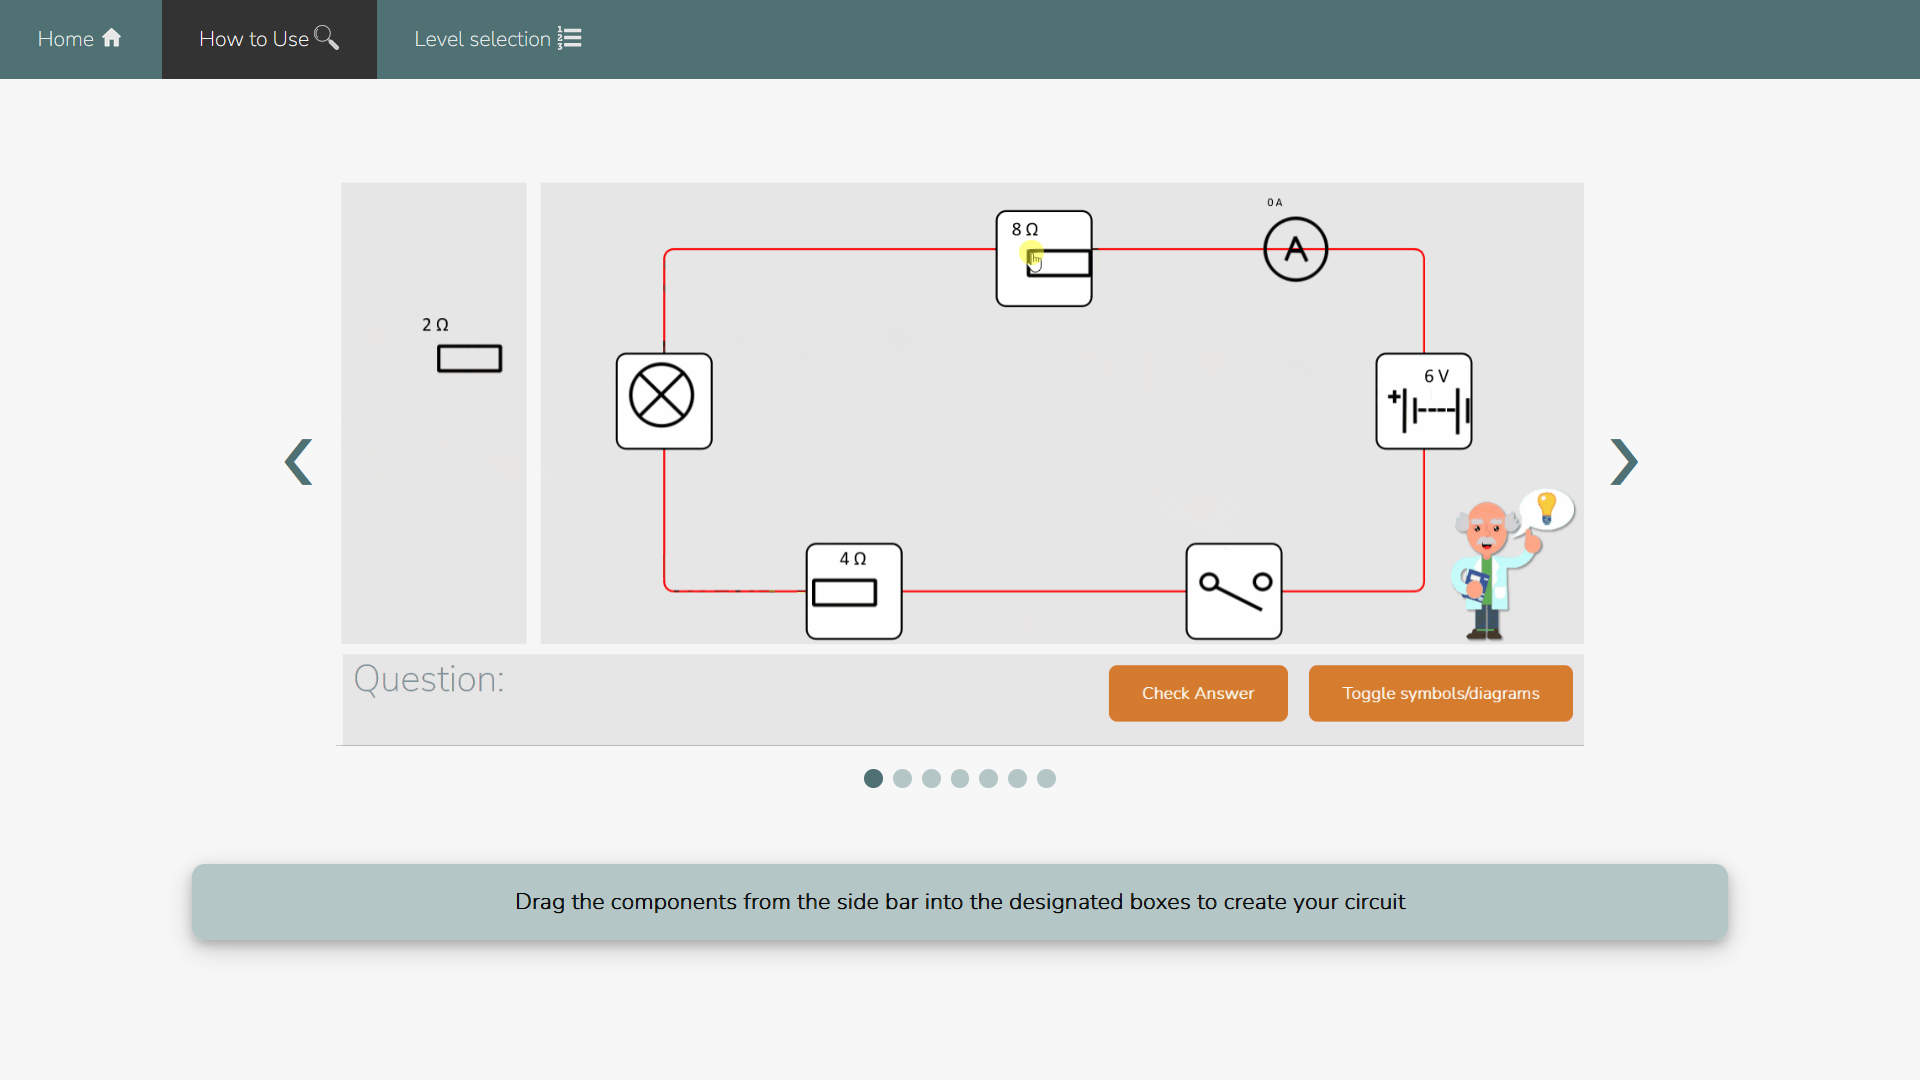 Home
How to Use
Level selection
0 A
8 Ω
A
2 Ω
6 V
+
4 Ω
Question:
Check Answer
Toggle symbols/diagrams
Drag the components from the side bar into the designated boxes to create your circuit